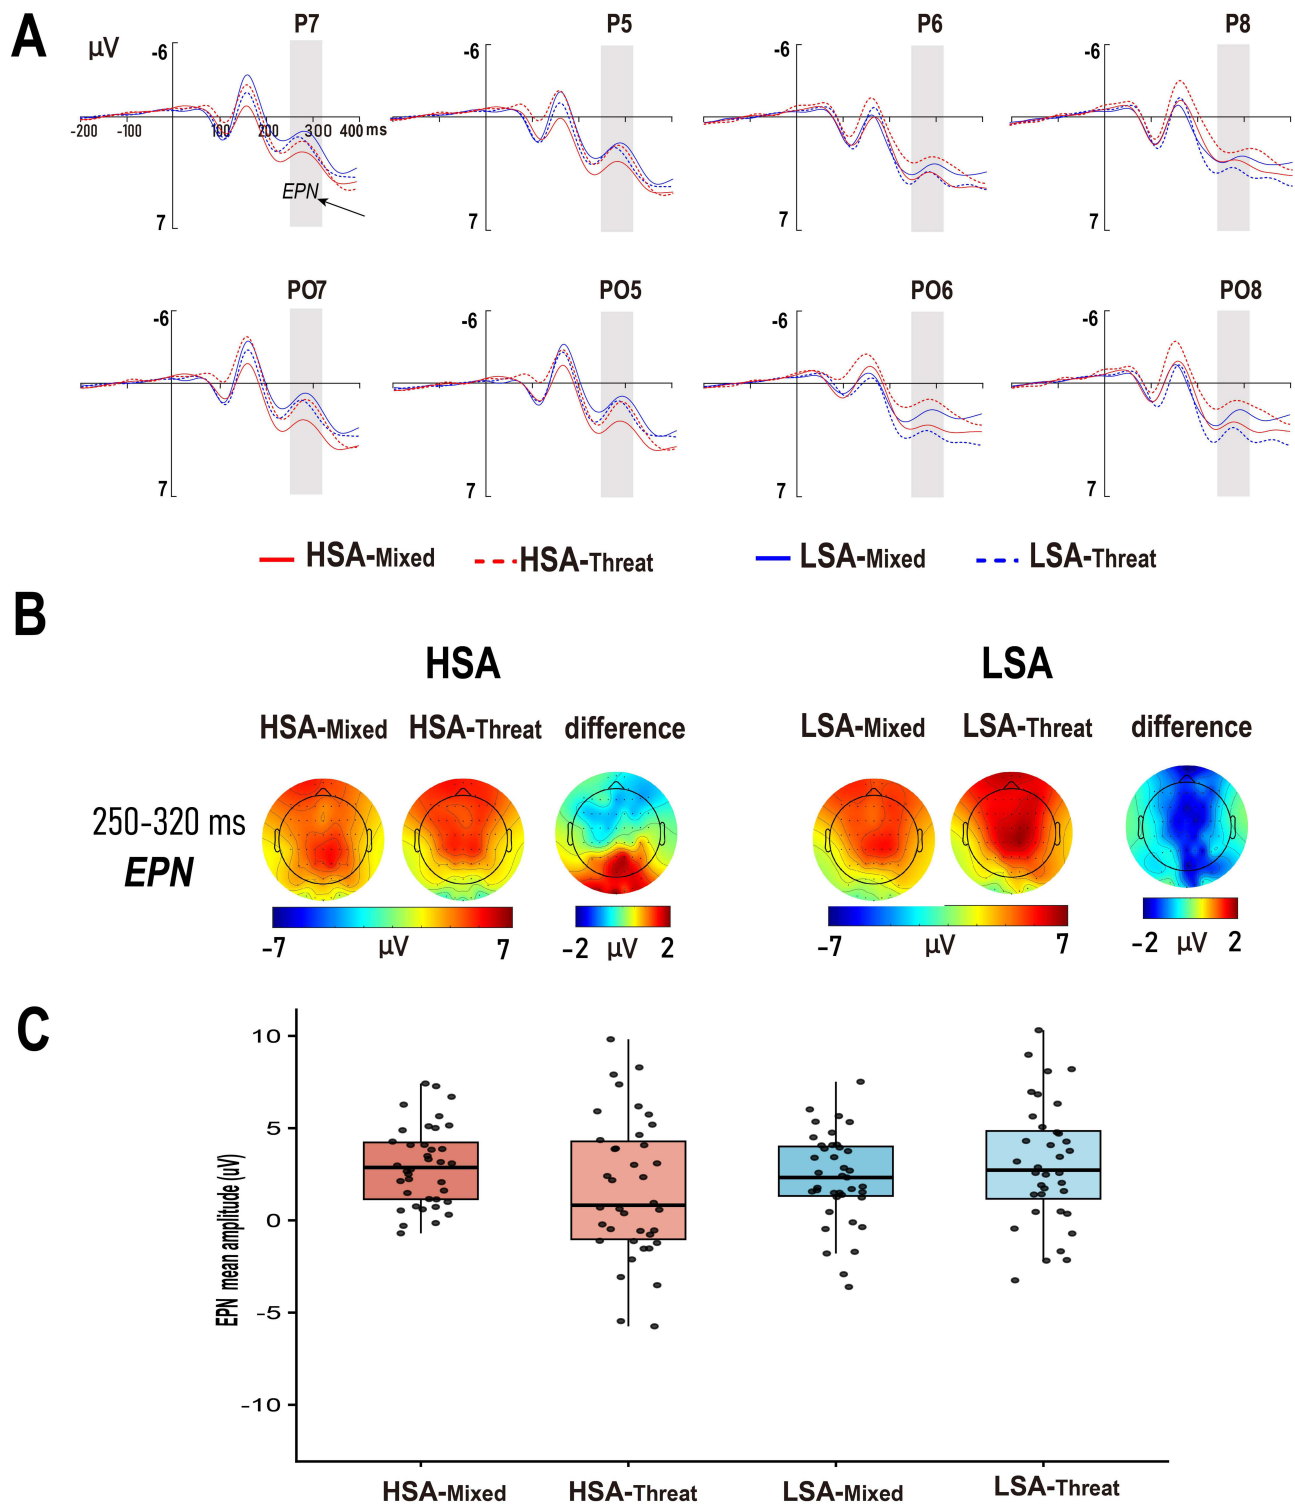 A
µV
P7
P5
P6
P8
-6
-6
-6
-6
-200 -100 100 200 300 400 ms
EPN
7
7
7
7
PO7
PO5
PO6
PO8
-6
-6
-6
-6
7
7
7
7
HSA-Mixed
HSA-Threat
LSA-Mixed
LSA-Threat
B
HSA
LSA
HSA-Mixed
HSA-Threat
difference
LSA-Mixed
LSA-Threat
difference
250-320 ms
EPN
-7 µV 7
-2 µV 2
-7 µV 7
-2 µV 2
C
EPN mean amplitude (uV)
10
5
0
-5
-10
HSA-Mixed
HSA-Threat
LSA-Mixed
LSA-Threat